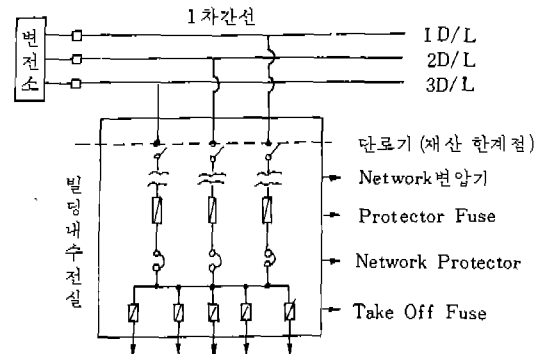 1차간선
변전소
1D/L
2D/L
3D/L
단로기 (재산 한계점)
Network변압기
Protector Fuse
Network Protector
Take Off Fuse
빌딩내수전실